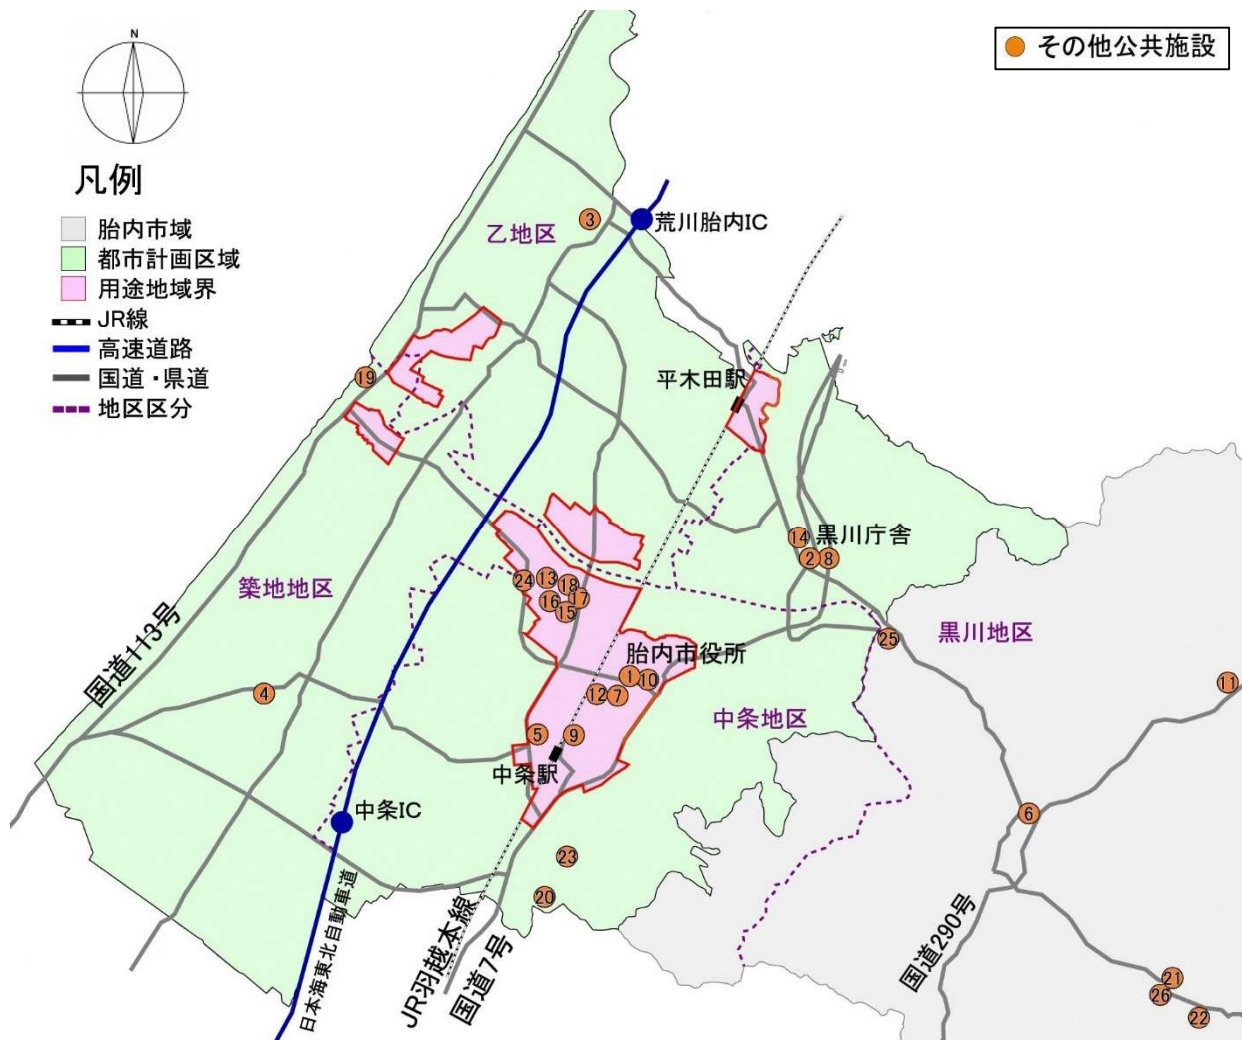 N
その他公共施設
凡例
胎内市域
都市計画区域
用途地域界
JR線
高速道路
国道・県道
地区区分
3
乙地区
荒川胎内IC
19
平木田駅
14
黒川庁舎
2
8
24
13
18
16
17
15
築地地区
国道113号
25
黒川地区
胎内市役所
1
10
12
7
11
4
中条地区
5
9
中条駅
中条IC
6
23
20
日本海東北自動車道
JR羽越本線
国道7号
国道290号
21
26
22